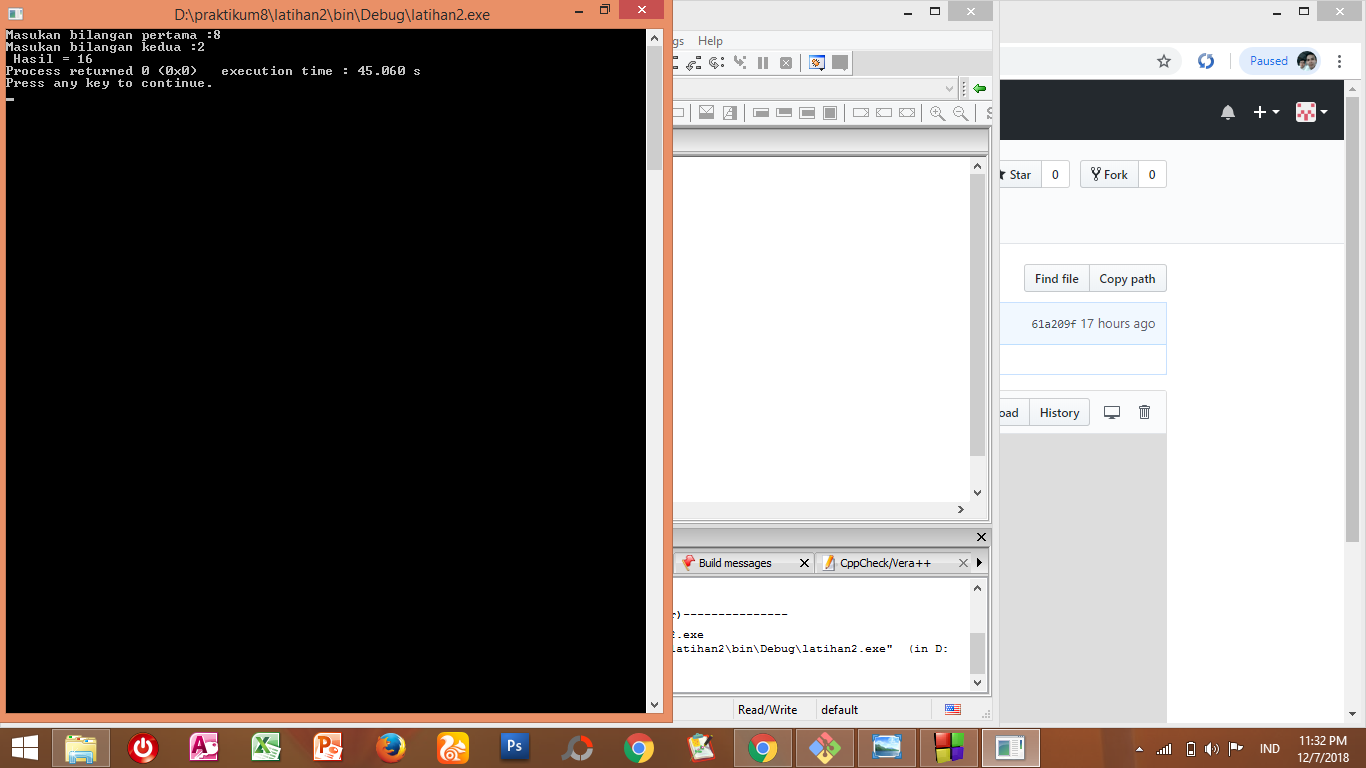 D:\praktikum8\latihan2\bin\Debug\latihan2.exe
Masukan bilangan pertama :8
Masukan bilangan kedua :2
Hasil = 16
Process returned 0 (0x0)   execution time : 45.060 s
Press any key to continue.
gs Help
Build messages
CppCheck/Vera++
r)---------------
2.exe
latihan2\bin\Debug\latihan2.exe"  (in D:
Read/Write default
Paused
Star 0 Fork 0
Find file Copy path
61a209f 17 hours ago
oad History
Ps
IND
11:32 PM
12/7/2018